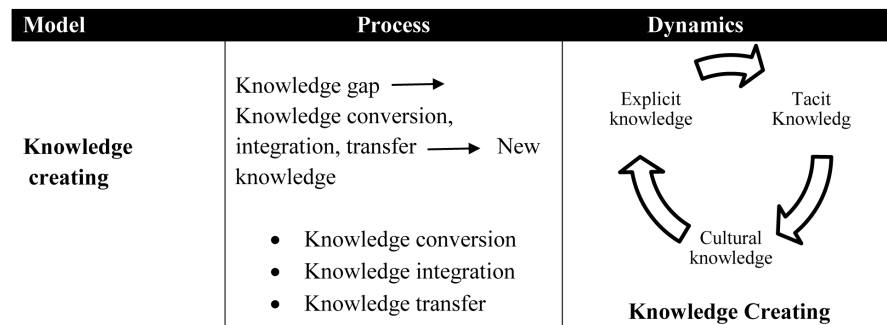 Model Process Dynamics
Knowledge
creating
Knowledge gap
Knowledge conversion,
integration, transfer New
knowledge
• Knowledge conversion
• Knowledge integration
• Knowledge transfer
Explicit
knowledge
Tacit
Knowledg
Cultural
knowledge
Knowledge Creating